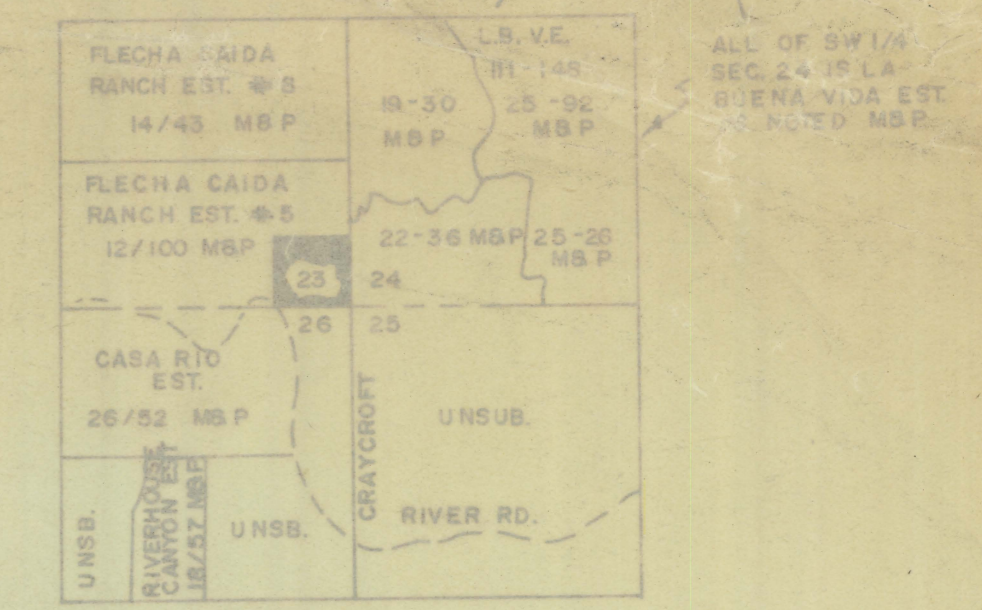 FLECHA CAIDA
RANCH EST. #8
14/43 M&P
L.B.V.E.
111-148
19-30
M&P
25-92
M&P
ALL OF SW 1/4
SEC. 24 IS LA
BUENA VIDA EST.
AS NOTED M&P
FLECHA CAIDA
RANCH EST. #5
12/100 M&P
22-36 M&P
25-26
M&P
23
24
26
25
CASA RIO
EST.
26/52 M&P
CRAYCROFT
UNSUB.
RIVER RD.
UNSB.
RIVERHOUSE
CANYON EST
18/57 M&P
UNSB.